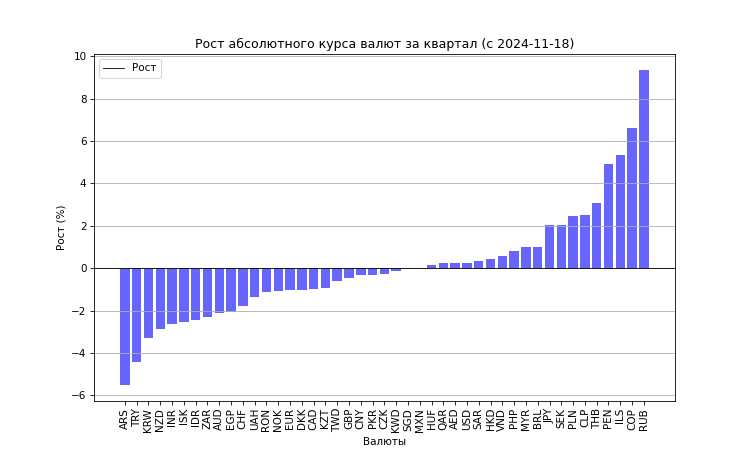 Рост абсолютного курса валют за квартал (с 2024-11-18)
Рост
Рост (%)
10
8
6
4
2
0
−2
−4
−6
ARS
TRY
KRW
NZD
INR
ISK
IDR
ZAR
AUD
EGP
CHF
UAH
RON
NOK
EUR
DKK
CAD
KZT
TWD
GBP
CNY
PKR
CZK
KWD
SGD
MXN
HUF
QAR
AED
USD
SAR
HKD
VND
PHP
MYR
BRL
JPY
SEK
PLN
CLP
THB
PEN
ILS
COP
RUB
Валюты